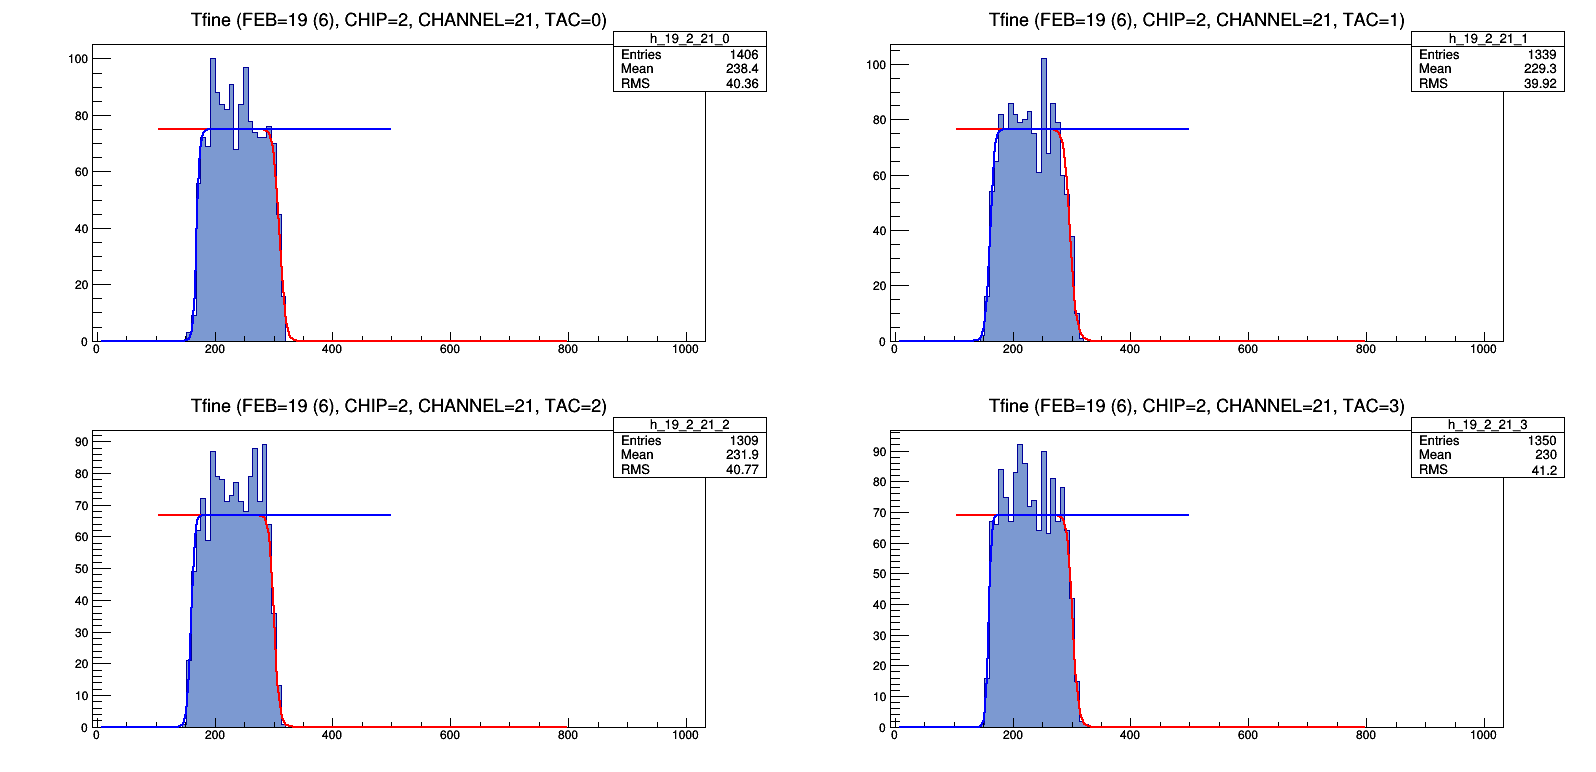 Tfine (FEB=19 (6), CHIP=2, CHANNEL=21, TAC=0)
h_19_2_21_0
Entries 1406
Mean 238.4
RMS 40.36
100
80
60
40
20
0
0 200 400 600 800 1000
Tfine (FEB=19 (6), CHIP=2, CHANNEL=21, TAC=1)
h_19_2_21_1
Entries 1339
Mean 229.3
RMS 39.92
100
80
60
40
20
0
0 200 400 600 800 1000
Tfine (FEB=19 (6), CHIP=2, CHANNEL=21, TAC=2)
h_19_2_21_2
Entries 1309
Mean 231.9
RMS 40.77
90
80
70
60
50
40
30
20
10
0
0 200 400 600 800 1000
Tfine (FEB=19 (6), CHIP=2, CHANNEL=21, TAC=3)
h_19_2_21_3
Entries 1350
Mean 230
RMS 41.2
90
80
70
60
50
40
30
20
10
0
0 200 400 600 800 1000